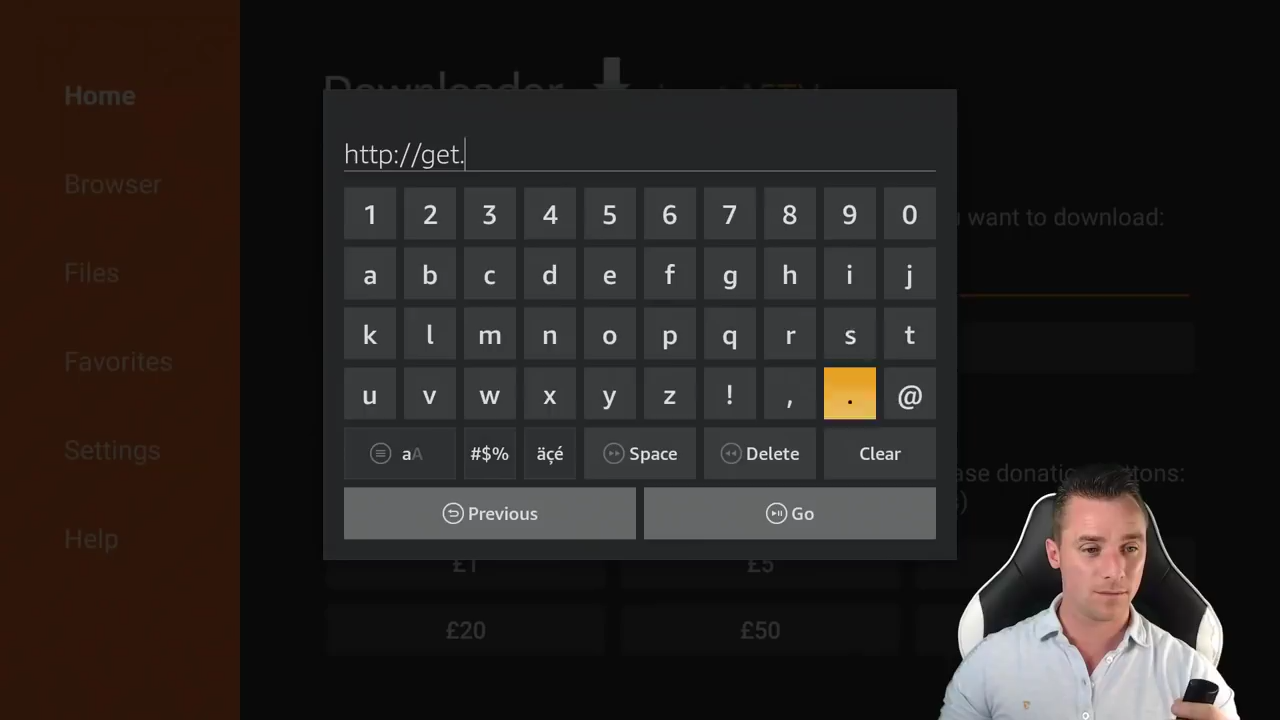 Home
Browser
Files
Favorites
Settings
Help
Downloader
http://get.
1 2 3 4 5 6 7 8 9 0
a b c d e f g h i j
k l m n o p q r s t
u v w x y z ! , . @
aA #$% äçé Space Delete Clear
Previous Go
want to download:
ase donation buttons:
£1 £5
£20 £50